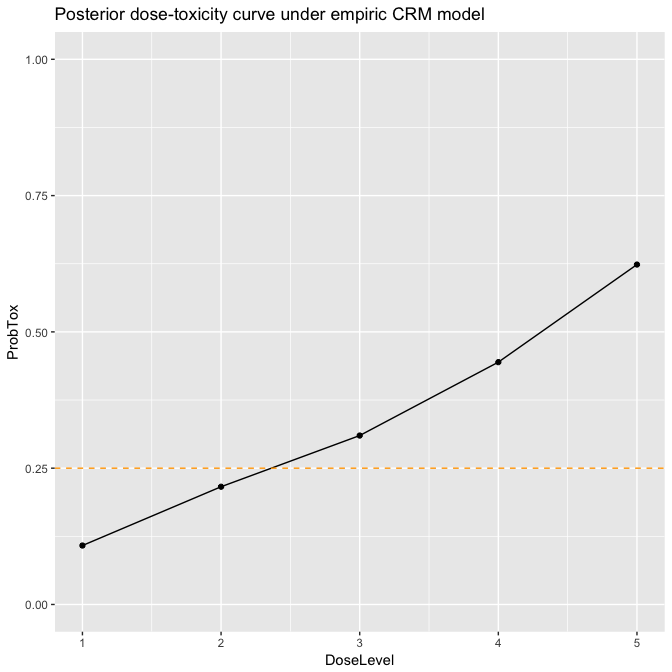 Posterior dose-toxicity curve under empiric CRM model
1.00
0.75
0.50
0.25
0.00
ProbTox
1 2 3 4 5
DoseLevel